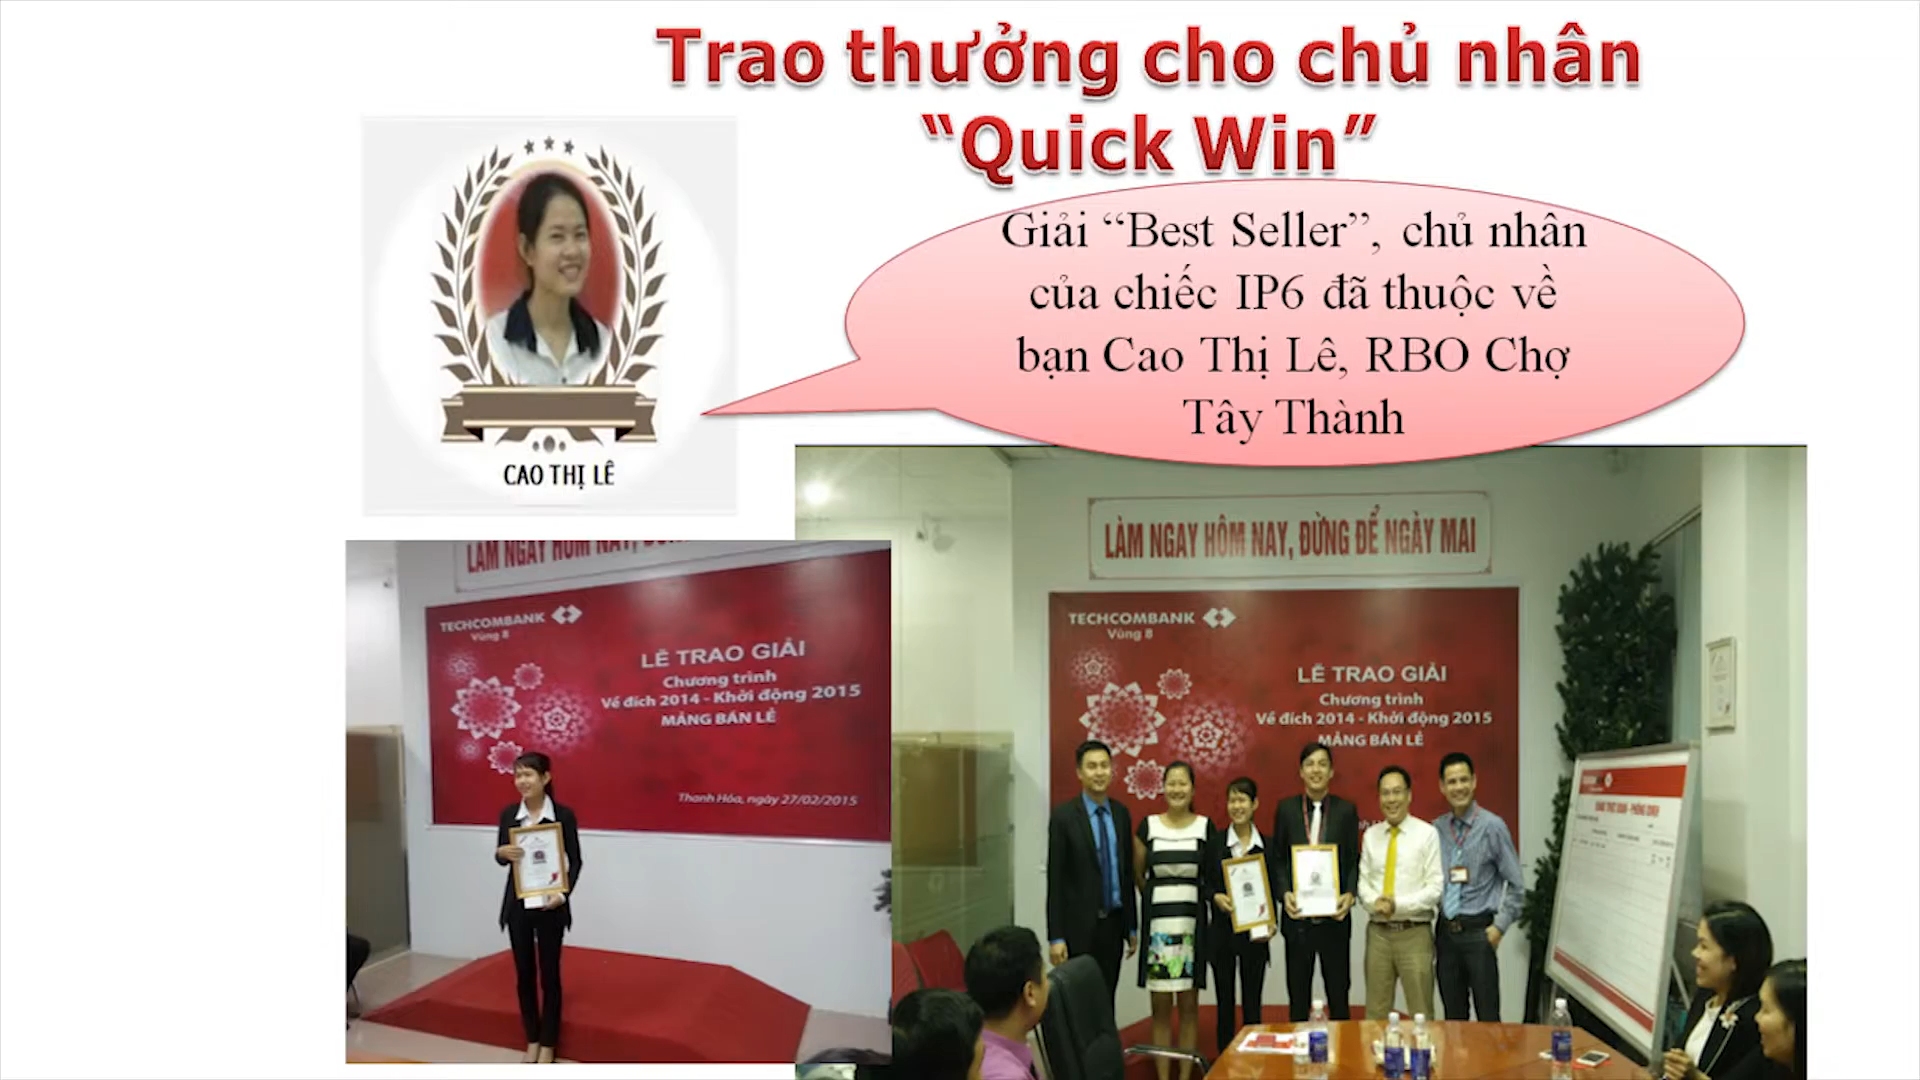 Trao thưởng cho chủ nhân
“Quick Win”
Giải “Best Seller”, chủ nhân
của chiếc IP6 đã thuộc về
bạn Cao Thị Lê, RBO Chợ
Tây Thành
CAO THỊ LÊ
LÀM NGAY HÔM NAY,
TECHCOMBANK
Vùng 8
LỄ TRAO GIẢI
Chương trình
Về đích 2014 - Khởi động 2015
MẢNG BÁN LẺ
Thanh Hóa, ngày 27/02/2015
LÀM NGAY HÔM NAY, ĐỪNG ĐỂ NGÀY MAI
TECHCOMBANK
Vùng 8
LỄ TRAO GIẢI
Chương trình
Về đích 2014 - Khởi động 2015
MẢNG BÁN LẺ